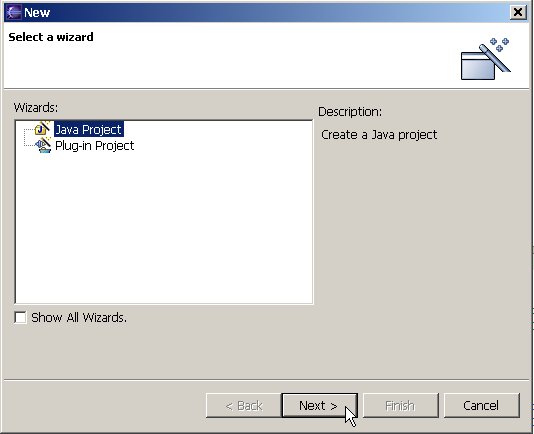 New
Select a wizard
Wizards:
Java Project
Plug-in Project
Description:
Create a Java project
Show All Wizards.
< Back
Next >
Finish
Cancel